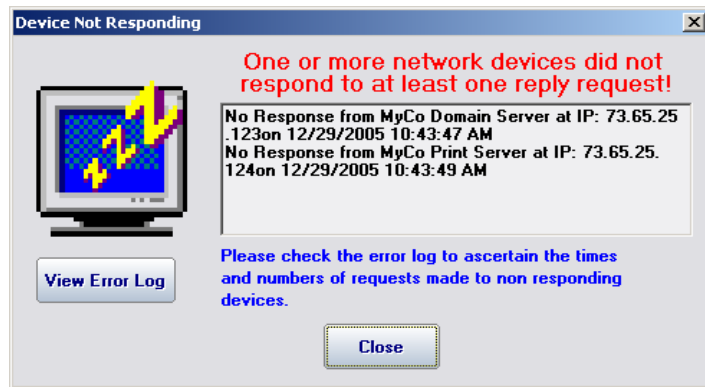 Device Not Responding
One or more network devices did not
respond to at least one reply request!
No Response from MyCo Domain Server at IP: 73.65.25
.123on 12/29/2005 10:43:47 AM
No Response from MyCo Print Server at IP: 73.65.25.
124on 12/29/2005 10:43:49 AM
Please check the error log to ascertain the times
and numbers of requests made to non responding
devices.
View Error Log
Close